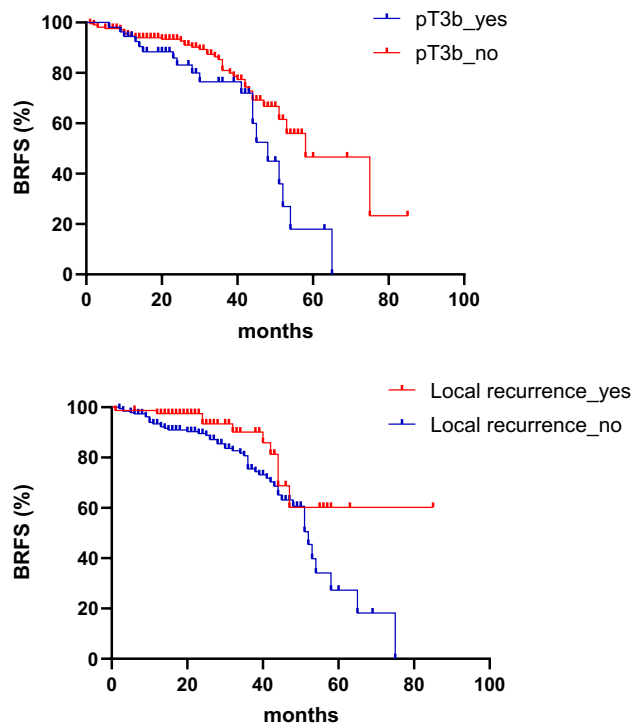 pT3b_yes
pT3b_no
BRFS (%)
100
80
60
40
20
0
0 20 40 60 80 100
months
Local recurrence_yes
Local recurrence_no
BRFS (%)
100
80
60
40
20
0
0 20 40 60 80 100
months